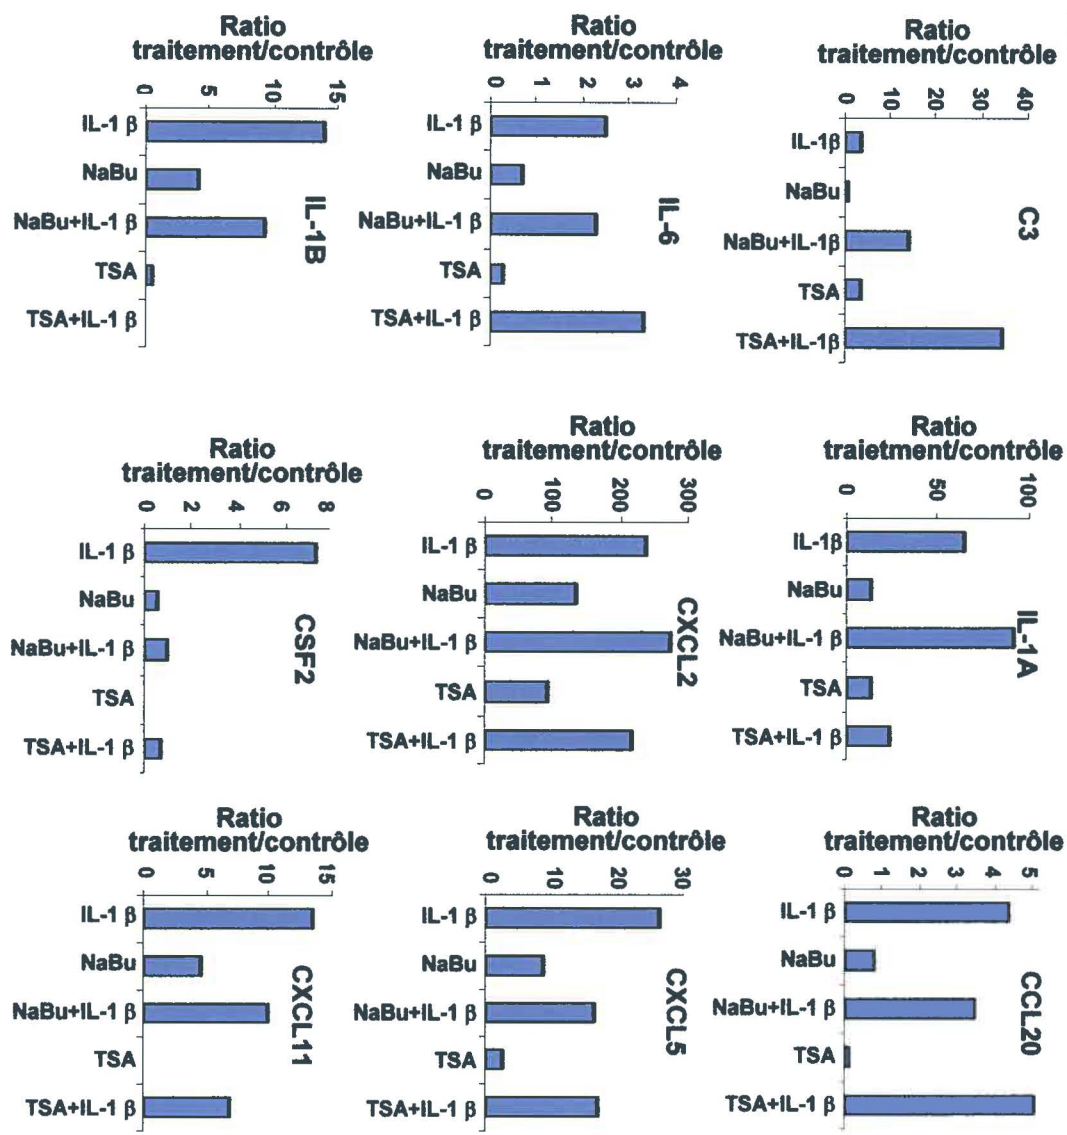 C3
Ratio
traitement/contrôle
0
10
20
30
40
IL-1β
NaBu
NaBu+IL-1β
TSA
TSA+IL-1β
IL-1A
Ratio
traietment/contrôle
0
50
100
IL-1β
NaBu
NaBu+IL-1 β
TSA
TSA+IL-1 β
CCL20
Ratio
traitement/contrôle
0
1
2
3
4
5
IL-1 β
NaBu
NaBu+IL-1 β
TSA
TSA+IL-1 β
IL-6
Ratio
traitement/contrôle
0
1
2
3
4
IL-1 β
NaBu
NaBu+IL-1 β
TSA
TSA+IL-1 β
CXCL2
Ratio
traitement/contrôle
0
100
200
300
IL-1 β
NaBu
NaBu+IL-1 β
TSA
TSA+IL-1 β
CXCL5
Ratio
traitement/contrôle
0
10
20
30
IL-1 β
NaBu
NaBu+IL-1 β
TSA
TSA+IL-1 β
IL-1B
Ratio
traitement/contrôle
0
5
10
15
IL-1 β
NaBu
NaBu+IL-1 β
TSA
TSA+IL-1 β
CSF2
Ratio
traitement/contrôle
0
2
4
6
8
IL-1 β
NaBu
NaBu+IL-1 β
TSA
TSA+IL-1 β
CXCL11
Ratio
traitement/contrôle
0
5
10
15
IL-1 β
NaBu
NaBu+IL-1 β
TSA
TSA+IL-1 β